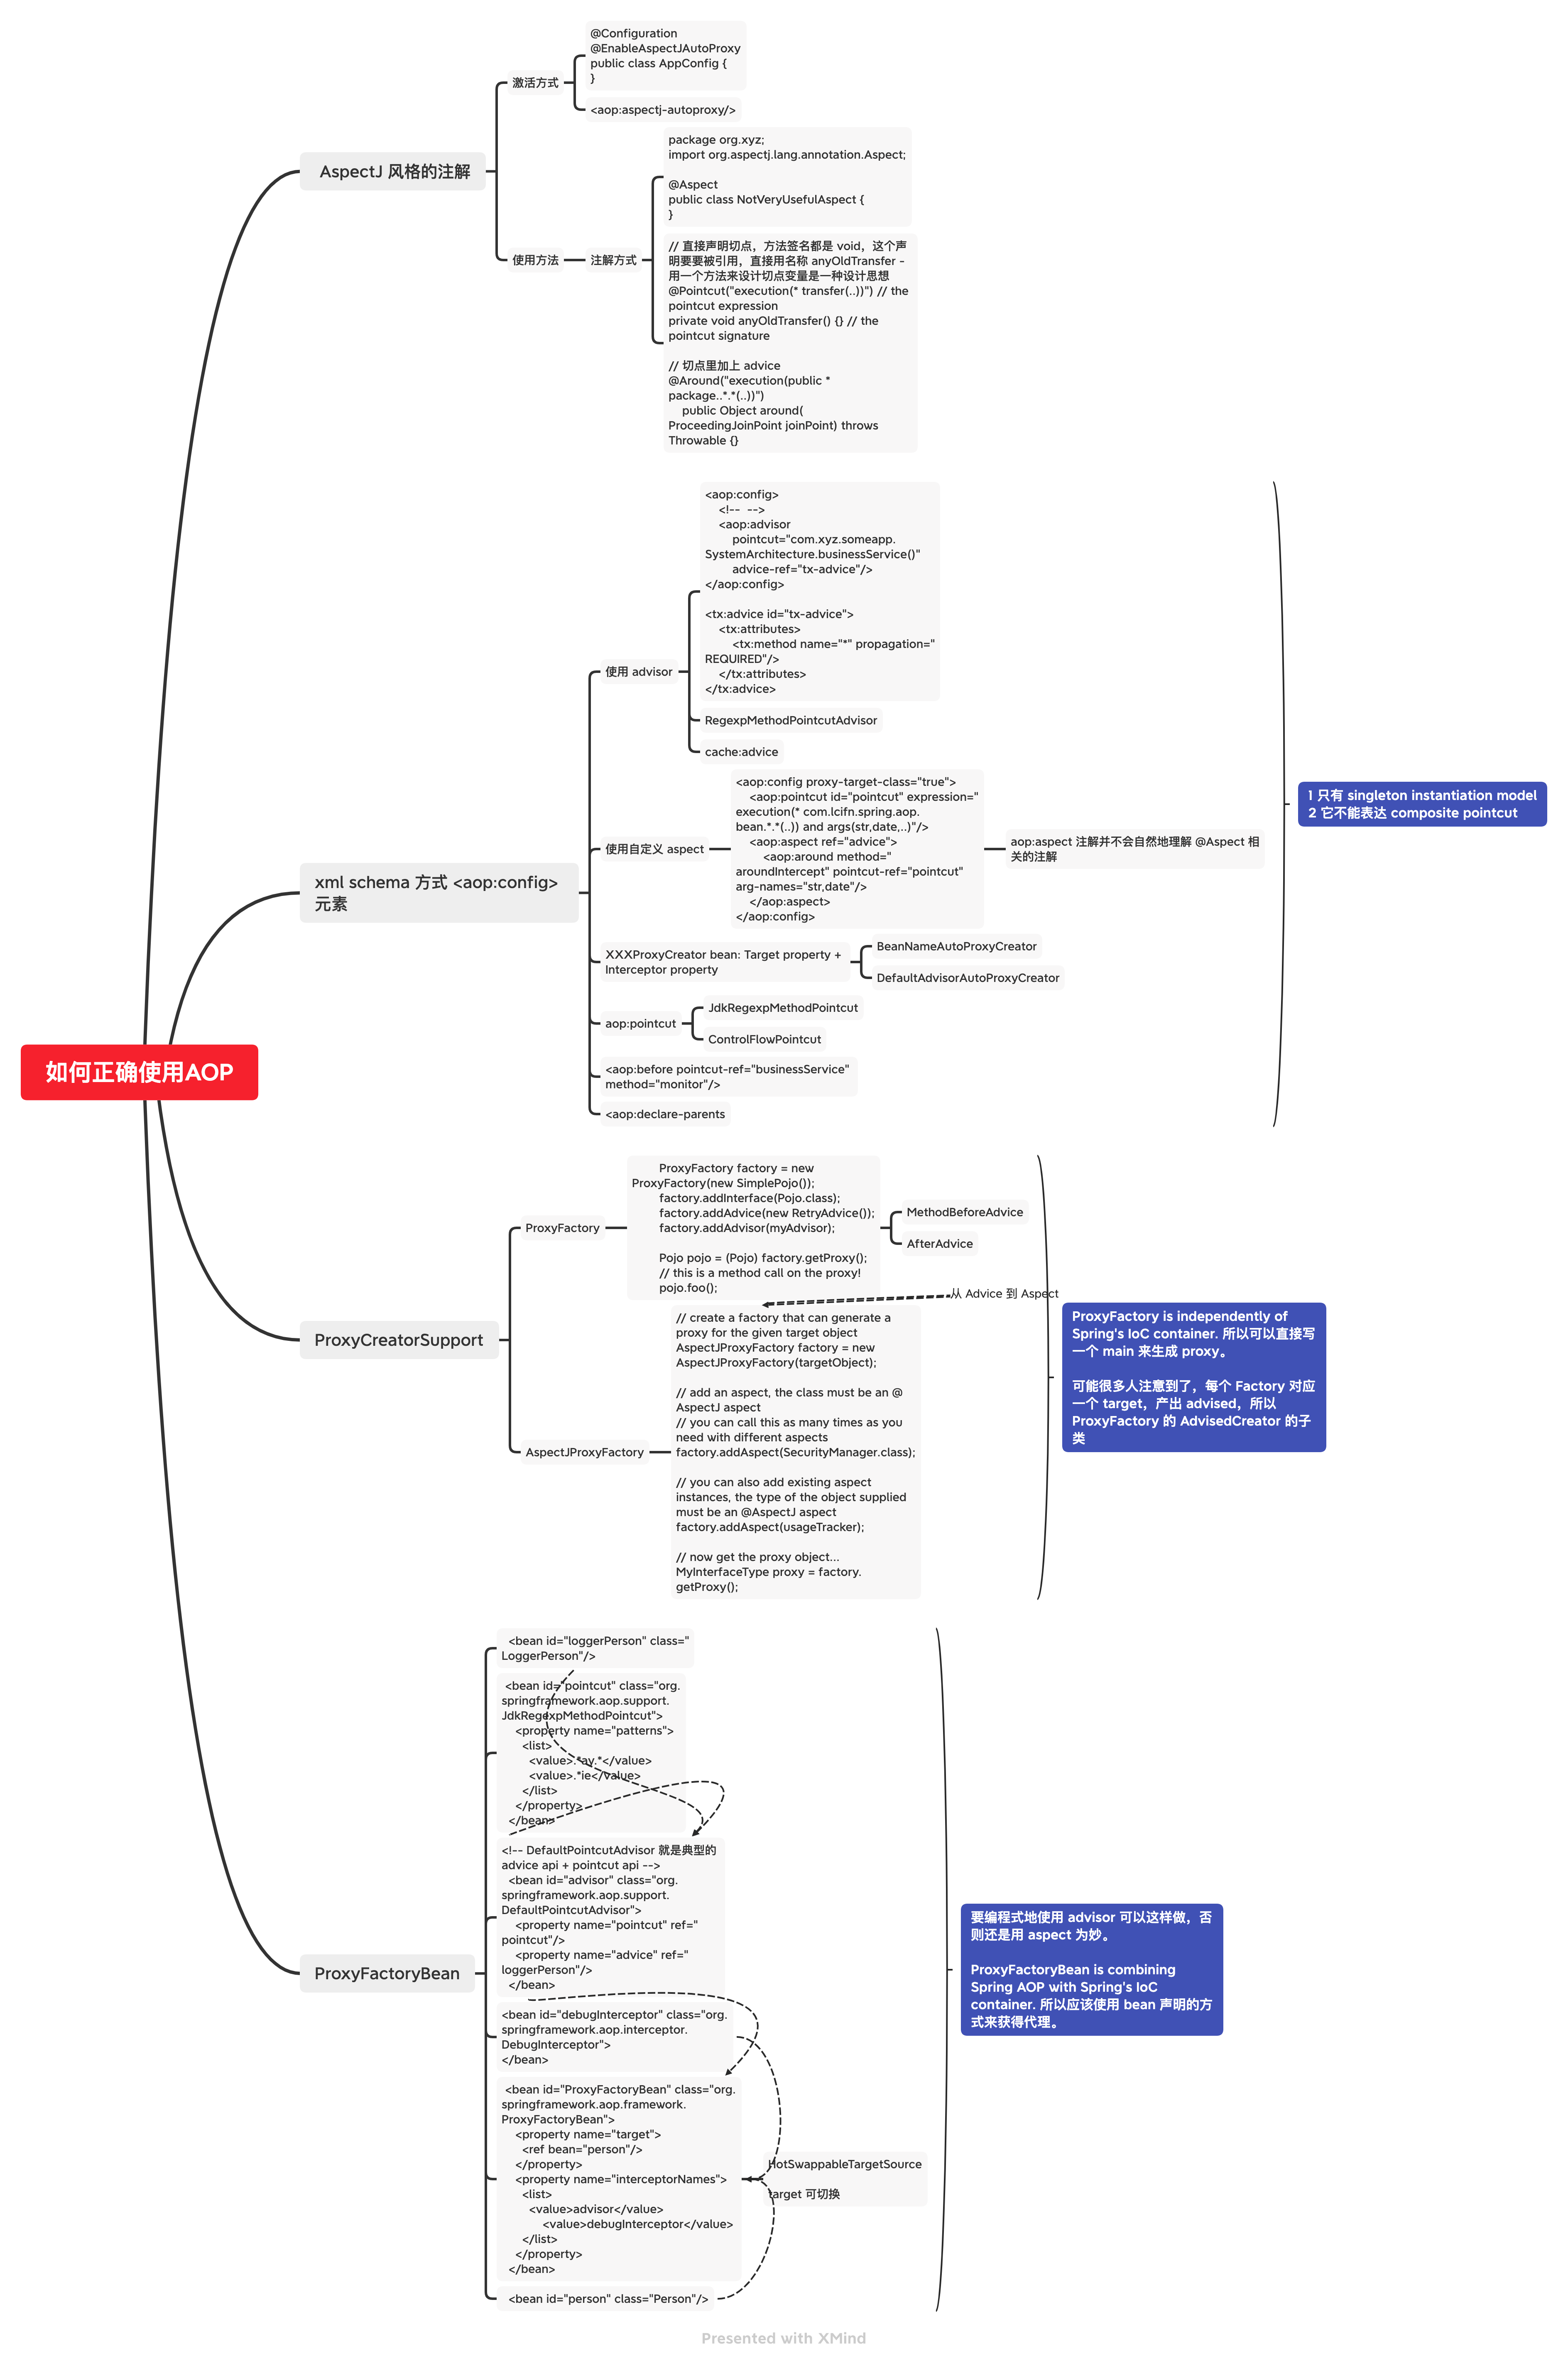 如何正确使用AOP
AspectJ 风格的注解
激活方式
@Configuration
@EnableAspectJAutoProxy
public class AppConfig {
}
<aop:aspectj-autoproxy/>
使用方法
注解方式
package org.xyz;
import org.aspectj.lang.annotation.Aspect;
@Aspect
public class NotVeryUsefulAspect {
}
// 直接声明切点，方法签名都是 void，这个声
明要要被引用，直接用名称 anyOldTransfer -
用一个方法来设计切点变量是一种设计思想
@Pointcut("execution(* transfer(..))") // the
pointcut expression
private void anyOldTransfer() {} // the
pointcut signature
// 切点里加上 advice
@Around("execution(public *
package..*.*(..))")
public Object around(
ProceedingJoinPoint joinPoint) throws
Throwable {}
xml schema 方式 <aop:config>
元素
使用 advisor
<aop:config>
<!--  -->
<aop:advisor
pointcut="com.xyz.someapp.
SystemArchitecture.businessService()"
advice-ref="tx-advice"/>
</aop:config>
<tx:advice id="tx-advice">
<tx:attributes>
<tx:method name="*" propagation="
REQUIRED"/>
</tx:attributes>
</tx:advice>
RegexpMethodPointcutAdvisor
cache:advice
使用自定义 aspect
<aop:config proxy-target-class="true">
<aop:pointcut id="pointcut" expression="
execution(* com.lcifn.spring.aop.
bean.*.*(..)) and args(str,date,..)"/>
<aop:aspect ref="advice">
<aop:around method="
aroundIntercept" pointcut-ref="pointcut"
arg-names="str,date"/>
</aop:aspect>
</aop:config>
aop:aspect 注解并不会自然地理解 @Aspect 相
关的注解
XXXProxyCreator bean: Target property +
Interceptor property
BeanNameAutoProxyCreator
DefaultAdvisorAutoProxyCreator
aop:pointcut
JdkRegexpMethodPointcut
ControlFlowPointcut
<aop:before pointcut-ref="businessService"
method="monitor"/>
<aop:declare-parents
1 只有 singleton instantiation model
2 它不能表达 composite pointcut
ProxyCreatorSupport
ProxyFactory
ProxyFactory factory = new
ProxyFactory(new SimplePojo());
factory.addInterface(Pojo.class);
factory.addAdvice(new RetryAdvice());
factory.addAdvisor(myAdvisor);
Pojo pojo = (Pojo) factory.getProxy();
// this is a method call on the proxy!
pojo.foo();
MethodBeforeAdvice
AfterAdvice
从 Advice 到 Aspect
AspectJProxyFactory
// create a factory that can generate a
proxy for the given target object
AspectJProxyFactory factory = new
AspectJProxyFactory(targetObject);
// add an aspect, the class must be an @
AspectJ aspect
// you can call this as many times as you
need with different aspects
factory.addAspect(SecurityManager.class);
// you can also add existing aspect
instances, the type of the object supplied
must be an @AspectJ aspect
factory.addAspect(usageTracker);
// now get the proxy object...
MyInterfaceType proxy = factory.
getProxy();
ProxyFactory is independently of
Spring's IoC container. 所以可以直接写
一个 main 来生成 proxy。
可能很多人注意到了，每个 Factory 对应
一个 target，产出 advised，所以
ProxyFactory 的 AdvisedCreator 的子
类
ProxyFactoryBean
<bean id="loggerPerson" class="
LoggerPerson"/>
<bean id="pointcut" class="org.
springframework.aop.support.
JdkRegexpMethodPointcut">
<property name="patterns">
<list>
<value>.*av.*</value>
<value>.*ie</value>
</list>
</property>
</bean>
<!-- DefaultPointcutAdvisor 就是典型的
advice api + pointcut api -->
<bean id="advisor" class="org.
springframework.aop.support.
DefaultPointcutAdvisor">
<property name="pointcut" ref="
pointcut"/>
<property name="advice" ref="
loggerPerson"/>
</bean>
<bean id="debugInterceptor" class="org.
springframework.aop.interceptor.
DebugInterceptor">
</bean>
<bean id="ProxyFactoryBean" class="org.
springframework.aop.framework.
ProxyFactoryBean">
<property name="target">
<ref bean="person"/>
</property>
<property name="interceptorNames">
<list>
<value>advisor</value>
<value>debugInterceptor</value>
</list>
</property>
</bean>
HotSwappableTargetSource
target 可切换
<bean id="person" class="Person"/>
要编程式地使用 advisor 可以这样做，否
则还是用 aspect 为妙。
ProxyFactoryBean is combining
Spring AOP with Spring's IoC
container. 所以应该使用 bean 声明的方
式来获得代理。
Presented with XMind